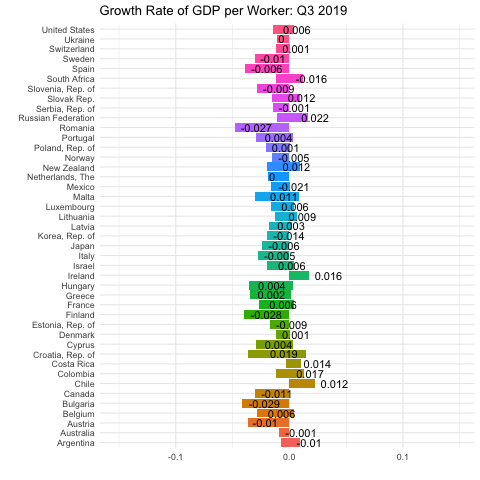 Growth Rate of GDP per Worker: Q3 2019
United States 0.006
Ukraine 0
Switzerland 0.001
Sweden -0.01
Spain -0.006
South Africa -0.016
Slovenia, Rep. of -0.009
Slovak Rep. 0.012
Serbia, Rep. of -0.001
Russian Federation 0.022
Romania -0.027
Portugal 0.004
Poland, Rep. of 0.001
Norway -0.005
New Zealand 0.012
Netherlands, The 0
Mexico -0.021
Malta 0.011
Luxembourg 0.006
Lithuania 0.009
Latvia 0.003
Korea, Rep. of -0.014
Japan -0.006
Italy -0.005
Israel 0.006
Ireland 0.016
Hungary 0.004
Greece 0.002
France 0.006
Finland -0.028
Estonia, Rep. of -0.009
Denmark 0.001
Cyprus 0.004
Croatia, Rep. of 0.019
Costa Rica 0.014
Colombia 0.017
Chile 0.012
Canada -0.011
Bulgaria -0.029
Belgium 0.006
Austria -0.01
Australia -0.001
Argentina -0.01
-0.1 0.0 0.1